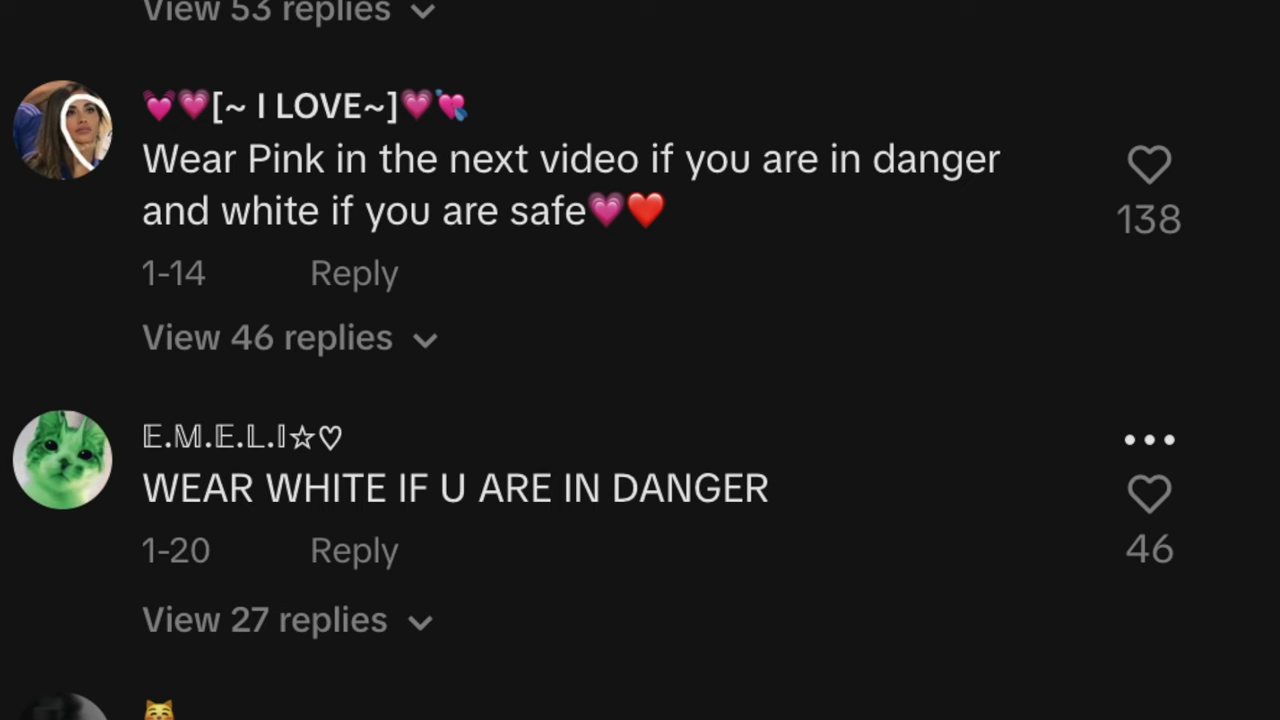 View 53 replies
💓💗[~ I LOVE~]💗💘
Wear Pink in the next video if you are in danger
and white if you are safe💗❤️
138
1-14 Reply
View 46 replies
𝔼.𝕄.𝔼.𝕃.𝕀☆♡
WEAR WHITE IF U ARE IN DANGER
1-20 Reply
46
View 27 replies